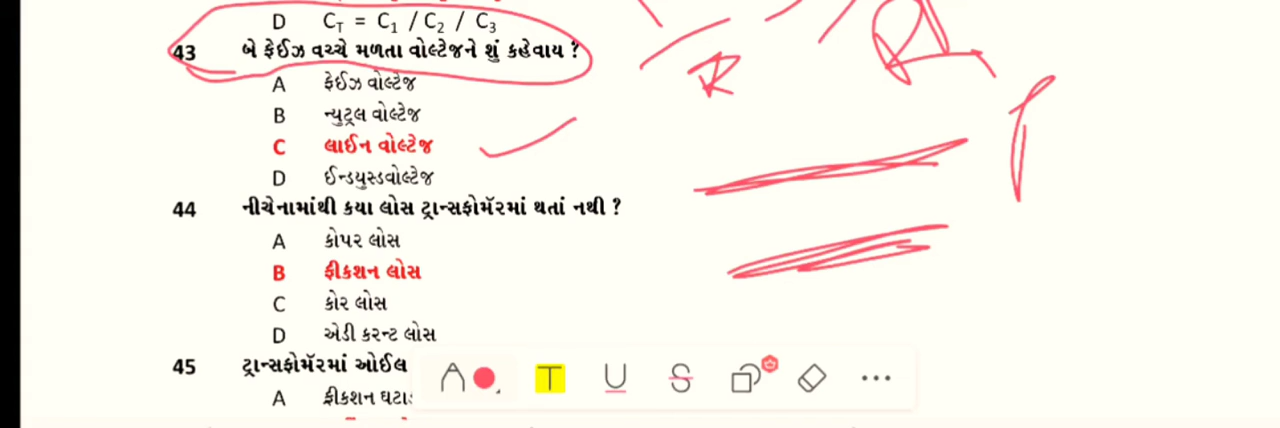 D C_T = C_1 / C_2 / C_3
43 બે ફેઈઝ વચ્ચે મળતા વોલ્ટેજને શું કહેવાય ?
A ફેઈઝ વોલ્ટેજ
B ન્યુટ્રલ વોલ્ટેજ
C લાઈન વોલ્ટેજ
D ઈન્ડયુસ્ડવોલ્ટેજ
44 નીચેનામાંથી કયા લોસ ટ્રાન્સફોર્મરમાં થતાં નથી ?
A કોપર લોસ
B ફ્રીકશન લોસ
C કોર લોસ
D એડી કરન્ટ લોસ
45 ટ્રાન્સફોર્મરમાં ઓઈલ
A ફ્રીકશન
R